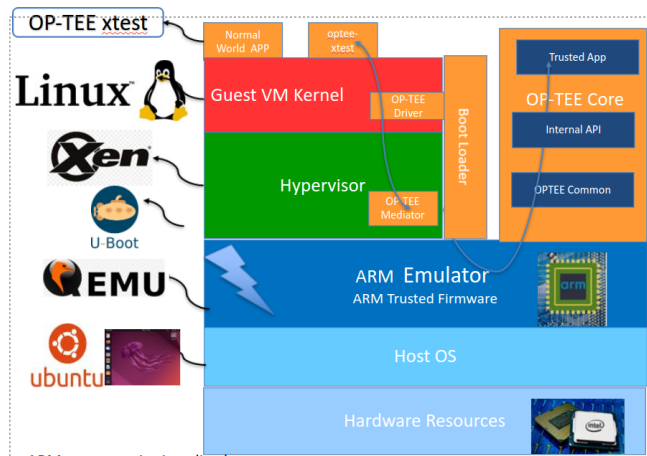 OP-TEE xtest
Normal
World APP
optee-
xtest
Linux™
Guest VM Kernel
OP-TEE
Driver
Boot Loader
Trusted App
OP-TEE Core
Internal API
OPTEE Common
Xen
Hypervisor
OP-TEE
Mediator
U-Boot
QEMU
ARM Emulator
ARM Trusted Firmware
arm
ubuntu
Host OS
Hardware Resources
intel